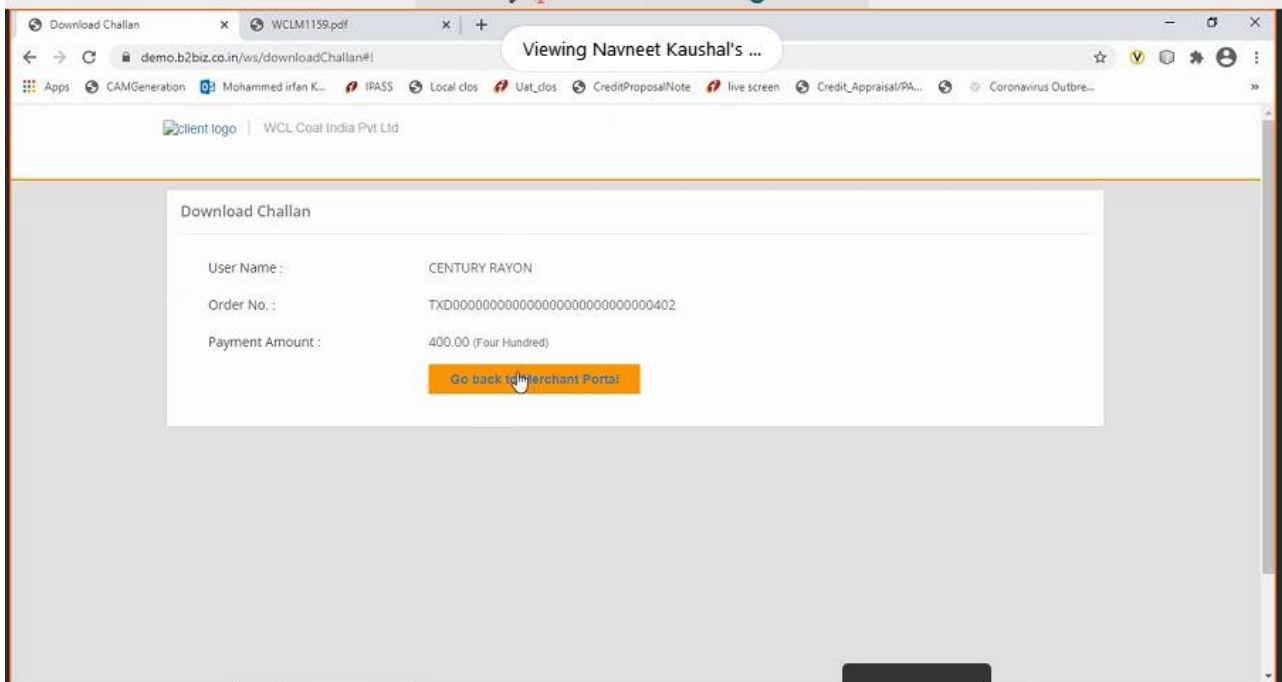 Download Challan
WCLM1159.pdf
Viewing Navneet Kaushal's ...
demo.b2biz.co.in/ws/downloadChallan#!
Apps CAMGeneration Mohammed irfan K... IPASS Local clos Uat_clos CreditProposalNote live screen Credit_Appraisal/PA... Coronavirus Outbre... »
client logo | WCL Coal India Pvt Ltd
Download Challan
User Name : CENTURY RAYON
Order No. :
Payment Amount : 400.00 (Four Hundred)
Go back to Merchant Portal